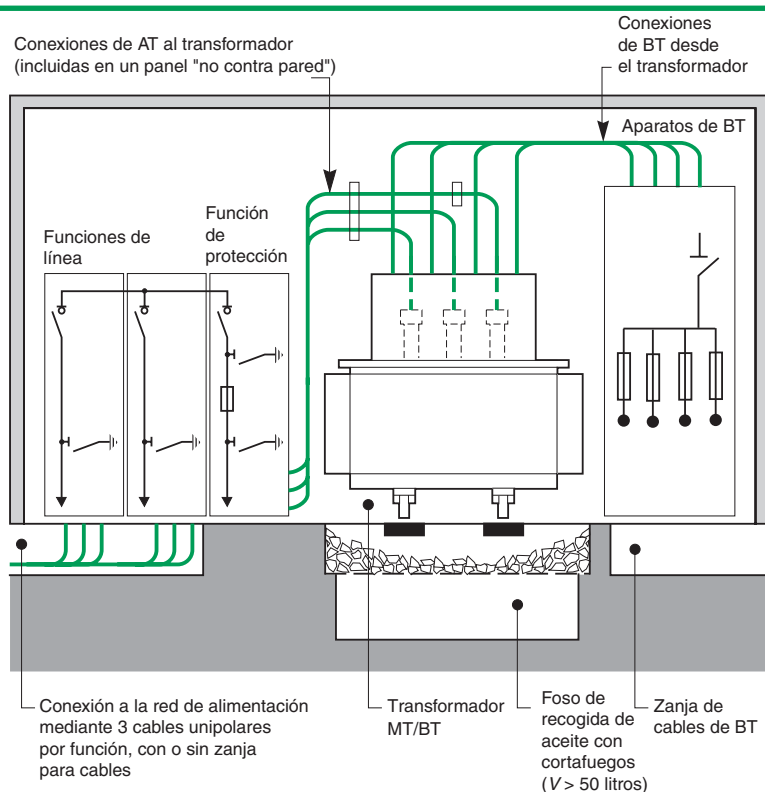 Conexiones de AT al transformador
(incluidas en un panel "no contra pared")
Conexiones
de BT desde
el transformador
Aparatos de BT
Funciones de
línea
Función
de
protección
Conexión a la red de alimentación
mediante 3 cables unipolares
por función, con o sin zanja
para cables
Transformador
MT/BT
Foso de
recogida de
aceite con
cortafuegos
(V > 50 litros)
Zanja de
cables de BT